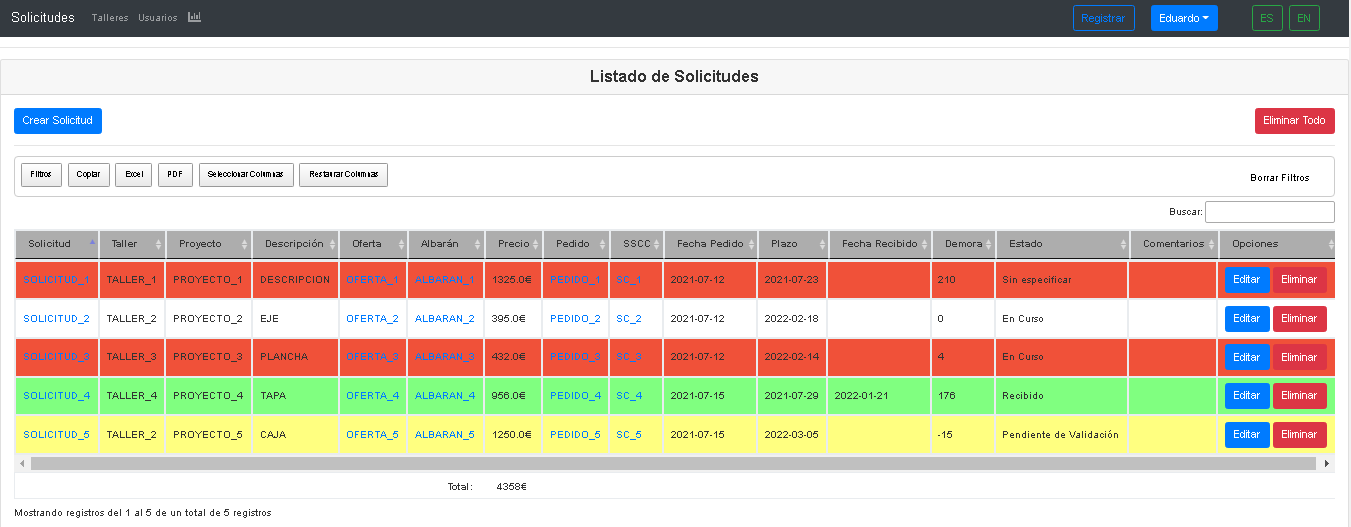 Solicitudes Talleres Usuarios Registrar Eduardo ES EN
Listado de Solicitudes
Crear Solicitud Eliminar Todo
Filtros Copiar Excel PDF Seleccionar Columnas Restaurar Columnas Borrar Filtros
Buscar:
Solicitud Taller Proyecto Descripción Oferta Albarán Precio Pedido SSCC Fecha Pedido Plazo Fecha Recibido Demora Estado Comentarios Opciones
SOLICITUD_1 TALLER_1 PROYECTO_1 DESCRIPCION OFERTA_1 ALBARAN_1 1325.0€ PEDIDO_1 SC_1 2021-07-12 2021-07-23 210 Sin especificar Editar Eliminar
SOLICITUD_2 TALLER_2 PROYECTO_2 EJE OFERTA_2 ALBARAN_2 395.0€ PEDIDO_2 SC_2 2021-07-12 2022-02-18 0 En Curso Editar Eliminar
SOLICITUD_3 TALLER_3 PROYECTO_3 PLANCHA OFERTA_3 ALBARAN_3 432.0€ PEDIDO_3 SC_3 2021-07-12 2022-02-14 4 En Curso Editar Eliminar
SOLICITUD_4 TALLER_4 PROYECTO_4 TAPA OFERTA_4 ALBARAN_4 956.0€ PEDIDO_4 SC_4 2021-07-15 2021-07-29 2022-01-21 176 Recibido Editar Eliminar
SOLICITUD_5 TALLER_2 PROYECTO_5 CAJA OFERTA_5 ALBARAN_5 1250.0€ PEDIDO_5 SC_5 2021-07-15 2022-03-05 -15 Pendiente de Validación Editar Eliminar
Total: 4358€
Mostrando registros del 1 al 5 de un total de 5 registros